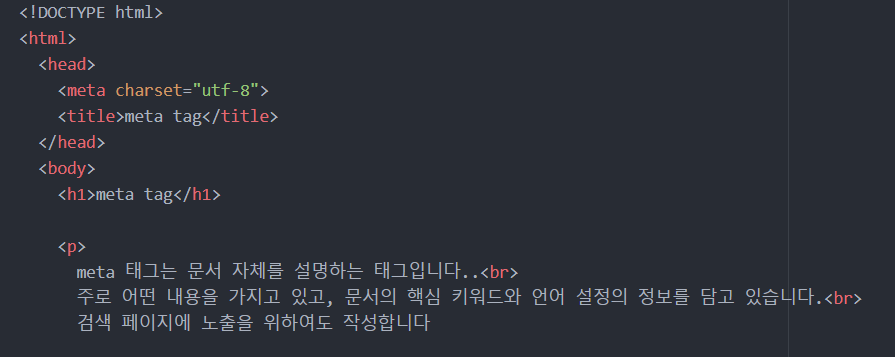 <!DOCTYPE html>
<html>
<head>
<meta charset="utf-8">
<title>meta tag</title>
</head>
<body>
<h1>meta tag</h1>
<p>
meta 태그는 문서 자체를 설명하는 태그입니다..<br>
주로 어떤 내용을 가지고 있고, 문서의 핵심 키워드와 언어 설정의 정보를 담고 있습니다.<br>
검색 페이지에 노출을 위하여도 작성합니다